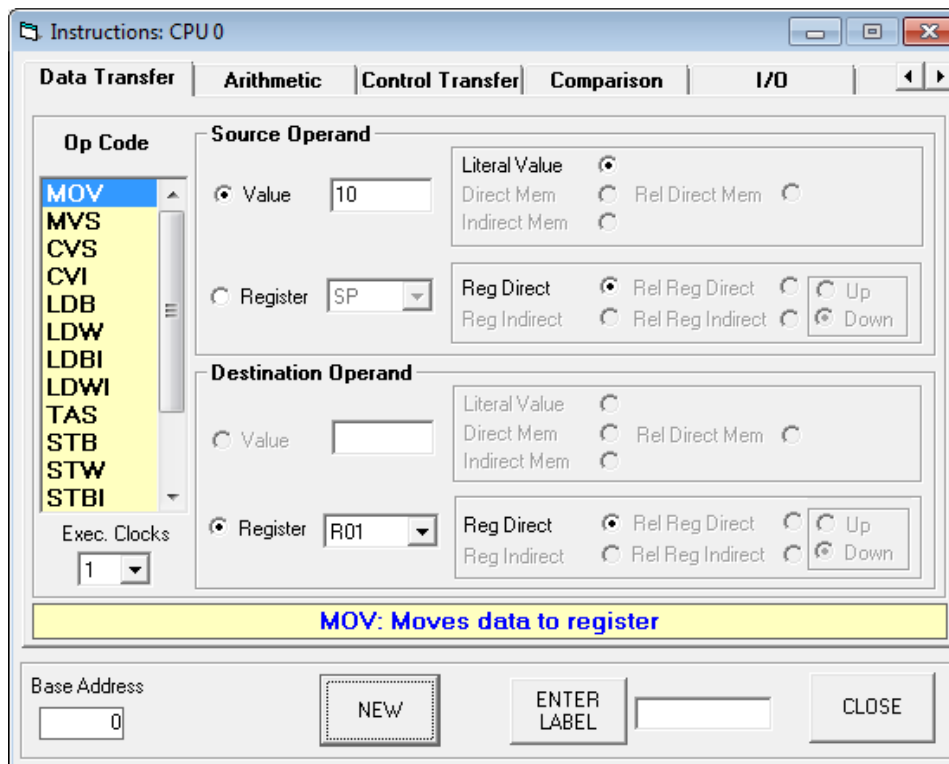 Instructions: CPU 0
Data Transfer Arithmetic Control Transfer Comparison I/O
Op Code
MOV
MVS
CVS
CVI
LDB
LDW
LDBI
LDWI
TAS
STB
STW
STBI
Exec. Clocks
1
Source Operand
Value 10
Literal Value
Direct Mem Rel Direct Mem
Indirect Mem
Register SP
Reg Direct Rel Reg Direct Up
Reg Indirect Rel Reg Indirect Down
Destination Operand
Value
Literal Value
Direct Mem Rel Direct Mem
Indirect Mem
Register R01
Reg Direct Rel Reg Direct Up
Reg Indirect Rel Reg Indirect Down
MOV: Moves data to register
Base Address
0
NEW
ENTER
LABEL
CLOSE